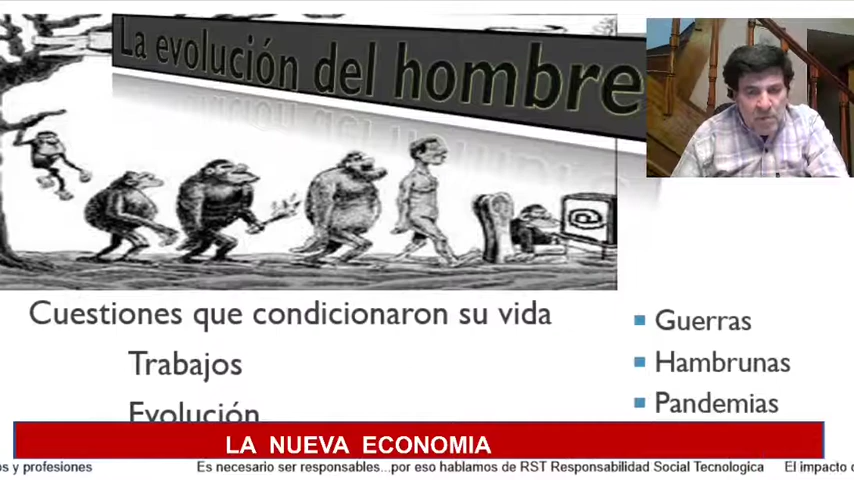 La evolución del hombre
@
Cuestiones que condicionaron su vida
Trabajos
Evolución
Guerras
Hambrunas
Pandemias
LA NUEVA ECONOMIA
s y profesiones Es necesario ser responsables...por eso hablamos de RST Responsabilidad Social Tecnologica El impacto